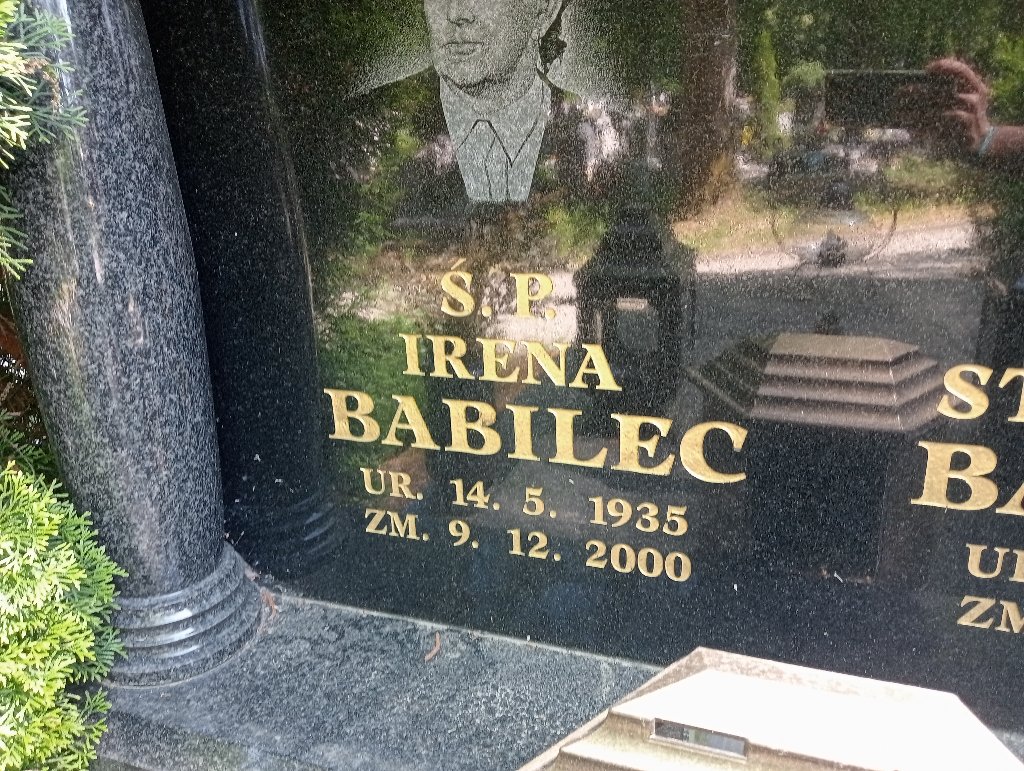 Ś. P.
IRENA
BABILEC
UR. 14. 5. 1935
ZM. 9. 12. 2000